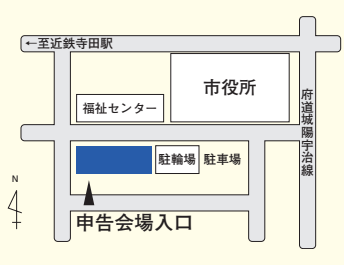 ←至近鉄寺田駅
市役所
福祉センター
府道城陽宇治線
駐輪場
駐車場
N
申告会場入口